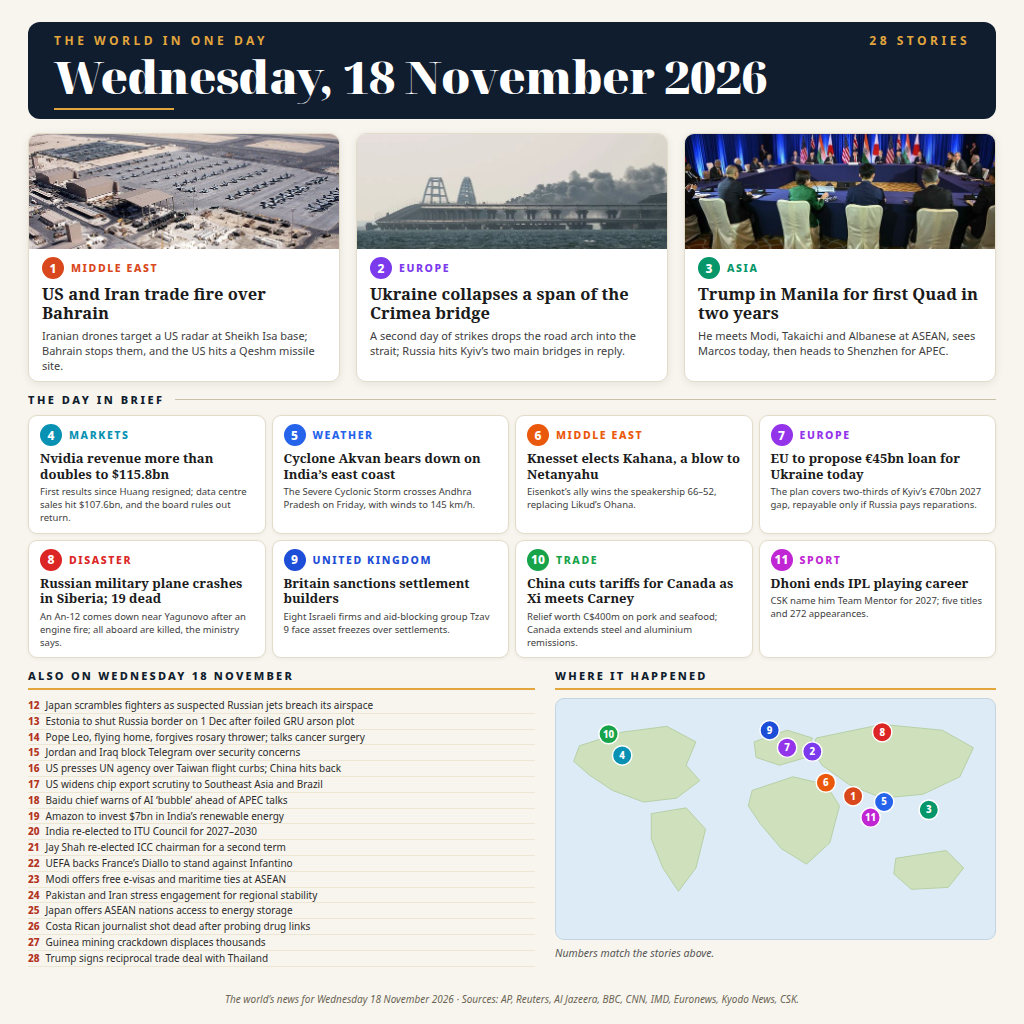 THE WORLD IN ONE DAY
28 STORIES
Wednesday, 18 November 2026
1 MIDDLE EAST
US and Iran trade fire over
Bahrain
Iranian drones target a US radar at Sheikh Isa base;
Bahrain stops them, and the US hits a Qeshm missile
site.
2 EUROPE
Ukraine collapses a span of the
Crimea bridge
A second day of strikes drops the road arch into the
strait; Russia hits Kyiv’s two main bridges in reply.
3 ASIA
Trump in Manila for first Quad in
two years
He meets Modi, Takaichi and Albanese at ASEAN, sees
Marcos today, then heads to Shenzhen for APEC.
THE DAY IN BRIEF
4 MARKETS
Nvidia revenue more than
doubles to $115.8bn
First results since Huang resigned; data centre
sales hit $107.6bn, and the board rules out
return.
5 WEATHER
Cyclone Akvan bears down on
India’s east coast
The Severe Cyclonic Storm crosses Andhra
Pradesh on Friday, with winds to 145 km/h.
6 MIDDLE EAST
Knesset elects Kahana, a blow to
Netanyahu
Eisenkot’s ally wins the speakership 66–52,
replacing Likud’s Ohana.
7 EUROPE
EU to propose €45bn loan for
Ukraine today
The plan covers two-thirds of Kyiv’s €70bn 2027
gap, repayable only if Russia pays reparations.
8 DISASTER
Russian military plane crashes
in Siberia; 19 dead
An An-12 comes down near Yagunovo after an
engine fire; all aboard are killed, the ministry
says.
9 UNITED KINGDOM
Britain sanctions settlement
builders
Eight Israeli firms and aid-blocking group Tzav
9 face asset freezes over settlements.
10 TRADE
China cuts tariffs for Canada as
Xi meets Carney
Relief worth C$400m on pork and seafood;
Canada extends steel and aluminium
remissions.
11 SPORT
Dhoni ends IPL playing career
CSK name him Team Mentor for 2027; five titles
and 272 appearances.
ALSO ON WEDNESDAY 18 NOVEMBER
12 Japan scrambles fighters as suspected Russian jets breach its airspace
13 Estonia to shut Russia border on 1 Dec after foiled GRU arson plot
14 Pope Leo, flying home, forgives rosary thrower; talks cancer surgery
15 Jordan and Iraq block Telegram over security concerns
16 US presses UN agency over Taiwan flight curbs; China hits back
17 US widens chip export scrutiny to Southeast Asia and Brazil
18 Baidu chief warns of AI ‘bubble’ ahead of APEC talks
19 Amazon to invest $7bn in India’s renewable energy
20 India re-elected to ITU Council for 2027–2030
21 Jay Shah re-elected ICC chairman for a second term
22 UEFA backs France’s Diallo to stand against Infantino
23 Modi offers free e-visas and maritime ties at ASEAN
24 Pakistan and Iran stress engagement for regional stability
25 Japan offers ASEAN nations access to energy storage
26 Costa Rican journalist shot dead after probing drug links
27 Guinea mining crackdown displaces thousands
28 Trump signs reciprocal trade deal with Thailand
WHERE IT HAPPENED
10
4
9
7
2
8
6
1
5
11
3
Numbers match the stories above.
The world’s news for Wednesday 18 November 2026 · Sources: AP, Reuters, Al Jazeera, BBC, CNN, IMD, Euronews, Kyodo News, CSK.